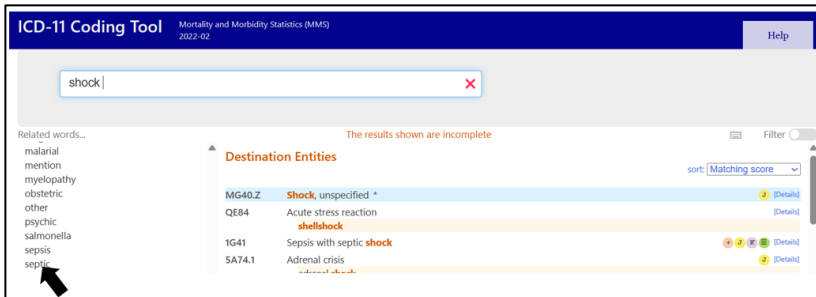 ICD-11 Coding Tool
Mortality and Morbidity Statistics (MMS)
2022-02
Help
shock
Related words...
The results shown are incomplete
Filter
malarial
mention
myelopathy
obstetric
other
psychic
salmonella
sepsis
septic
Destination Entities
sort: Matching score
MG40.Z Shock, unspecified * [Details]
QE84 Acute stress reaction [Details]
shellshock
1G41 Sepsis with septic shock [Details]
5A74.1 Adrenal crisis [Details]
adrenal shock